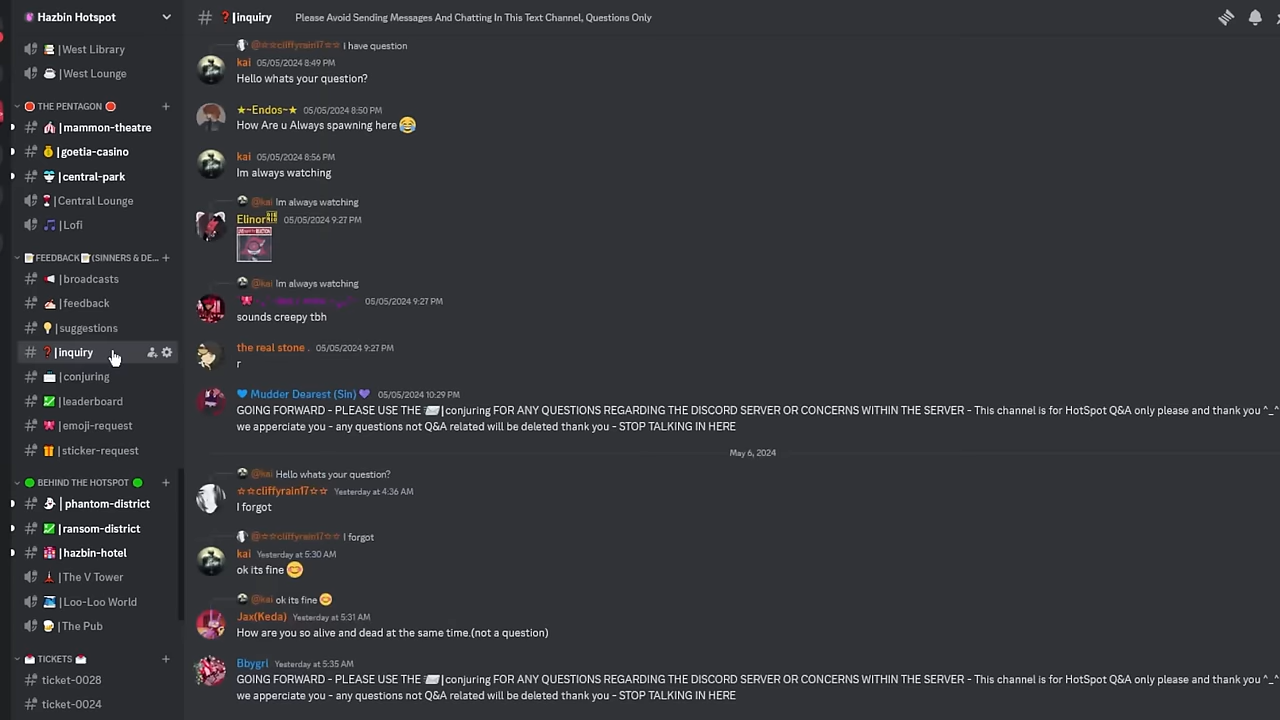 Hazbin Hotspot
|West Library
|West Lounge
THE PENTAGON
|mammon-theatre
|goetia-casino
|central-park
|Central Lounge
|Lofi
FEEDBACK (SINNERS & DE...
|broadcasts
|feedback
|suggestions
|inquiry
|conjuring
|leaderboard
|emoji-request
|sticker-request
BEHIND THE HOTSPOT
|phantom-district
|ransom-district
|hazbin-hotel
|The V Tower
|Loo-Loo World
|The Pub
TICKETS
ticket-0028
ticket-0024
# ❓|inquiry Please Avoid Sending Messages And Chatting In This Text Channel, Questions Only
@☆☆cliffyrain17☆☆ i have question
kai 05/05/2024 8:49 PM
Hello whats your question?
★~Endos~★ 05/05/2024 8:50 PM
How Are u Always spawning here 😂
kai 05/05/2024 8:56 PM
Im always watching
@kai Im always watching
Elinor 05/05/2024 9:27 PM
@kai Im always watching
05/05/2024 9:27 PM
sounds creepy tbh
the real stone . 05/05/2024 9:27 PM
r
💙 Mudder Dearest (Sin) 💜 05/05/2024 10:29 PM
GOING FORWARD - PLEASE USE THE 📨|conjuring FOR ANY QUESTIONS REGARDING THE DISCORD SERVER OR CONCERNS WITHIN THE SERVER - This channel is for HotSpot Q&A only please and thank you ^_^
we apperciate you - any questions not Q&A related will be deleted thank you - STOP TALKING IN HERE
May 6, 2024
@kai Hello whats your question?
☆☆cliffyrain17☆☆ Yesterday at 4:36 AM
I forgot
@☆☆cliffyrain17☆☆ I forgot
kai Yesterday at 5:30 AM
ok its fine 😊
@kai ok its fine 😊
Jax(Keda) Yesterday at 5:31 AM
How are you so alive and dead at the same time.(not a question)
Bbygrl Yesterday at 5:35 AM
GOING FORWARD - PLEASE USE THE 📨|conjuring FOR ANY QUESTIONS REGARDING THE DISCORD SERVER OR CONCERNS WITHIN THE SERVER - This channel is for HotSpot Q&A only please and thank you ^_^
we apperciate you - any questions not Q&A related will be deleted thank you - STOP TALKING IN HERE